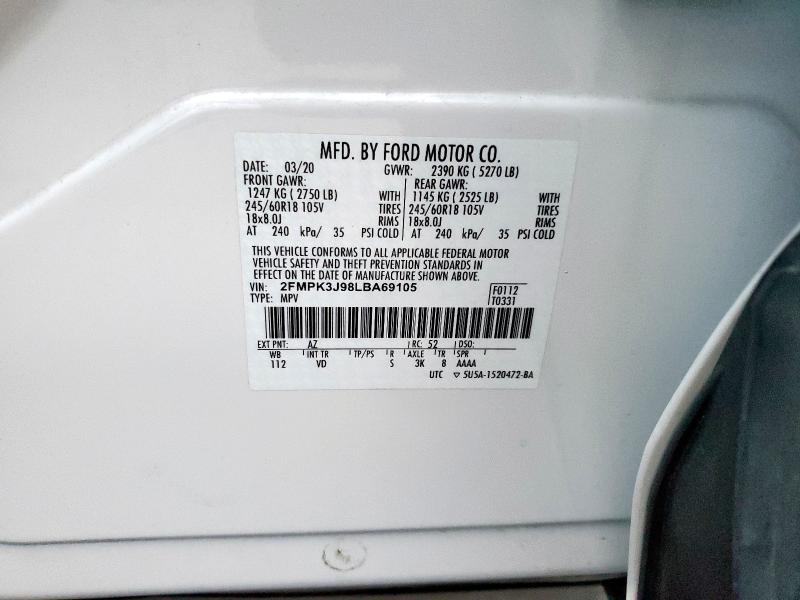 MFD. BY FORD MOTOR CO.
DATE: 03/20 GVWR: 2390 KG ( 5270 LB)
FRONT GAWR: REAR GAWR:
1247 KG ( 2750 LB) WITH 1145 KG ( 2525 LB) WITH
245/60R18 105V TIRES 245/60R18 105V TIRES
18x8.0J RIMS 18x8.0J RIMS
AT 240 kPa/ 35 PSI COLD AT 240 kPa/ 35 PSI COLD
THIS VEHICLE CONFORMS TO ALL APPLICABLE FEDERAL MOTOR
VEHICLE SAFETY AND THEFT PREVENTION STANDARDS IN
EFFECT ON THE DATE OF MANUFACTURE SHOWN ABOVE.
VIN: 2FMPK3J98LBA69105 F0112
TYPE: MPV T0331
EXT PNT: AZ RC: 52 DSO:
WB INT TR TP/PS R AXLE TR SPR
112 VD S 3K 8 AAAA
UTC ▽ 5U5A-1520472-BA